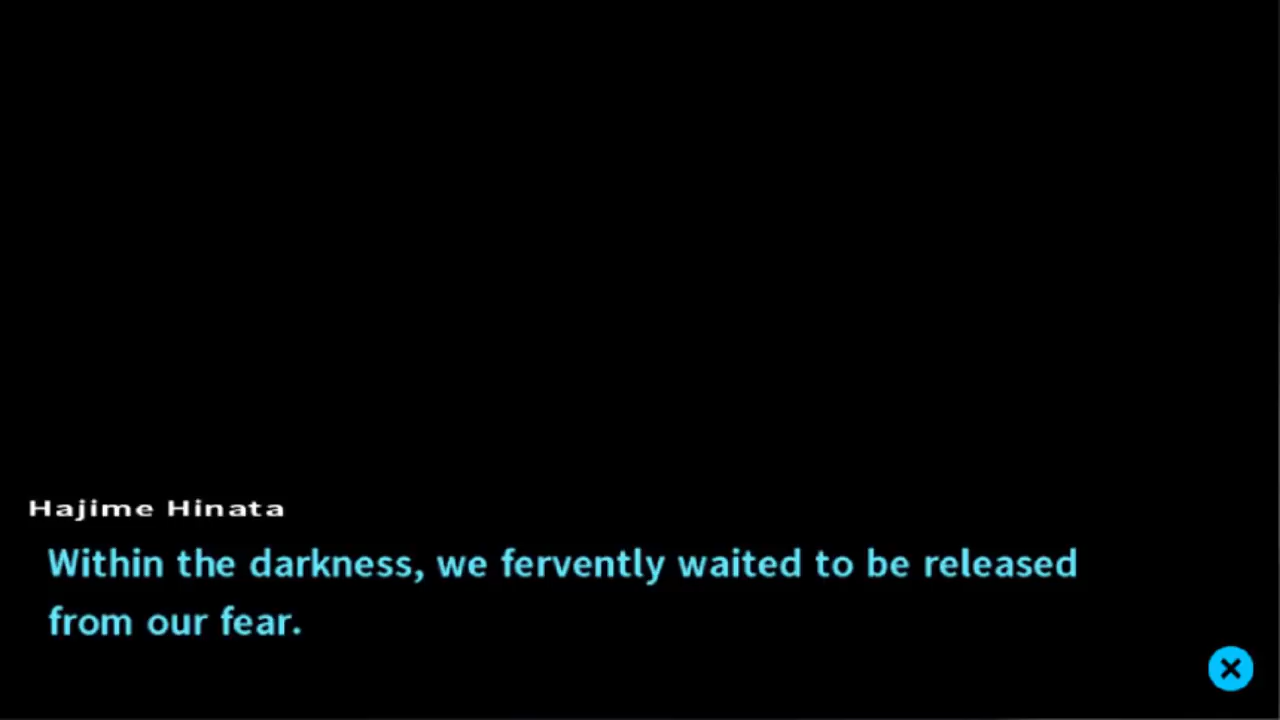 Hajime Hinata
Within the darkness, we fervently waited to be released
from our fear.